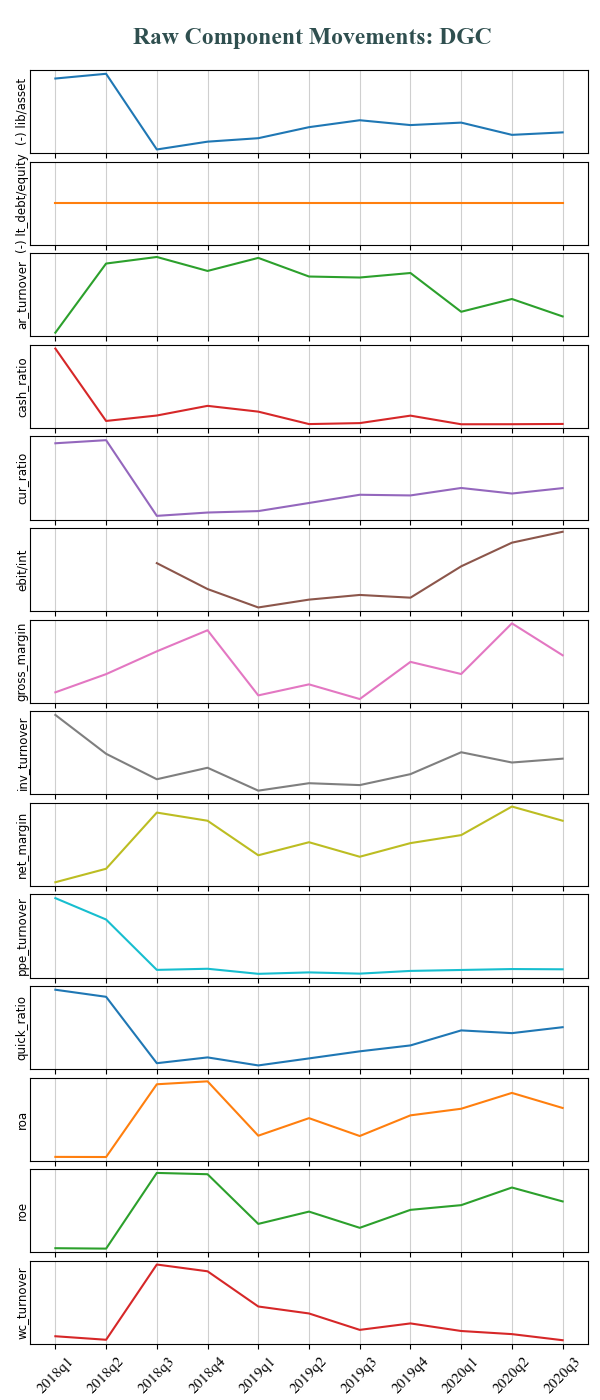 Raw Component Movements: DGC
(-) lib/asset
(-) lt_debt/equity
ar_turnover
cash_ratio
cur_ratio
ebit/int
gross_margin
inv_turnover
net_margin
ppe_turnover
quick_ratio
roa
roe
wc_turnover
2018q1 2018q2 2018q3 2018q4 2019q1 2019q2 2019q3 2019q4 2020q1 2020q2 2020q3